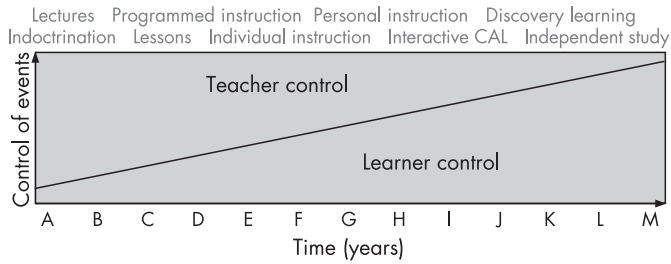 Lectures Programmed instruction Personal instruction Discovery learning
Indoctrination Lessons Individual instruction Interactive CAL Independent study
Control of events
Teacher control
Learner control
A B C D E F G H I J K L M
Time (years)